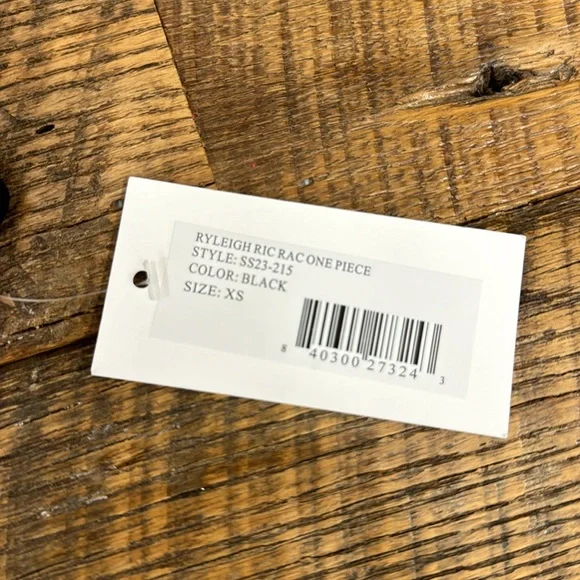 RYLEIGH RIC RAC ONE PIECE
STYLE: SS23-215
COLOR: BLACK
SIZE: XS
8 40300 27324 3